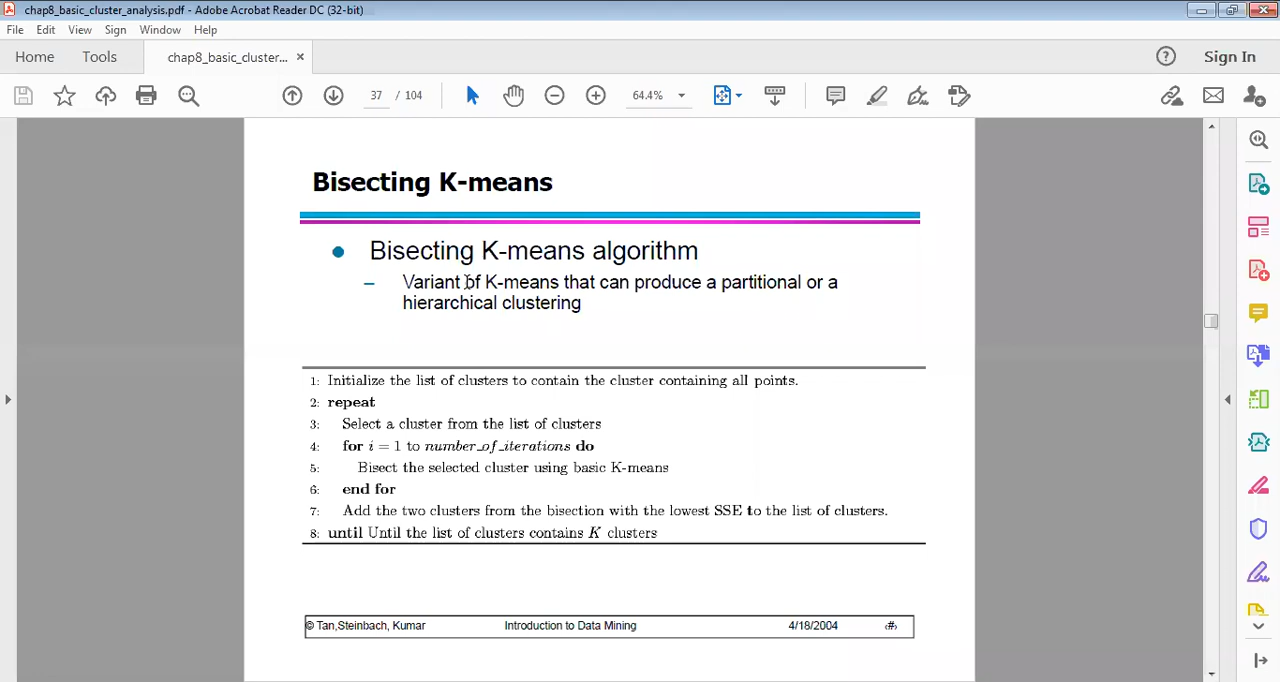 chap8_basic_cluster_analysis.pdf - Adobe Acrobat Reader DC (32-bit)
File Edit View Sign Window Help
Home Tools chap8_basic_cluster... × Sign In
37 / 104 64.4%
Bisecting K-means
Bisecting K-means algorithm
– Variant of K-means that can produce a partitional or a
hierarchical clustering
1: Initialize the list of clusters to contain the cluster containing all points.
2: repeat
3: Select a cluster from the list of clusters
4: for i = 1 to number_of_iterations do
5: Bisect the selected cluster using basic K-means
6: end for
7: Add the two clusters from the bisection with the lowest SSE to the list of clusters.
8: until Until the list of clusters contains K clusters
© Tan,Steinbach, Kumar Introduction to Data Mining 4/18/2004 ‹#›